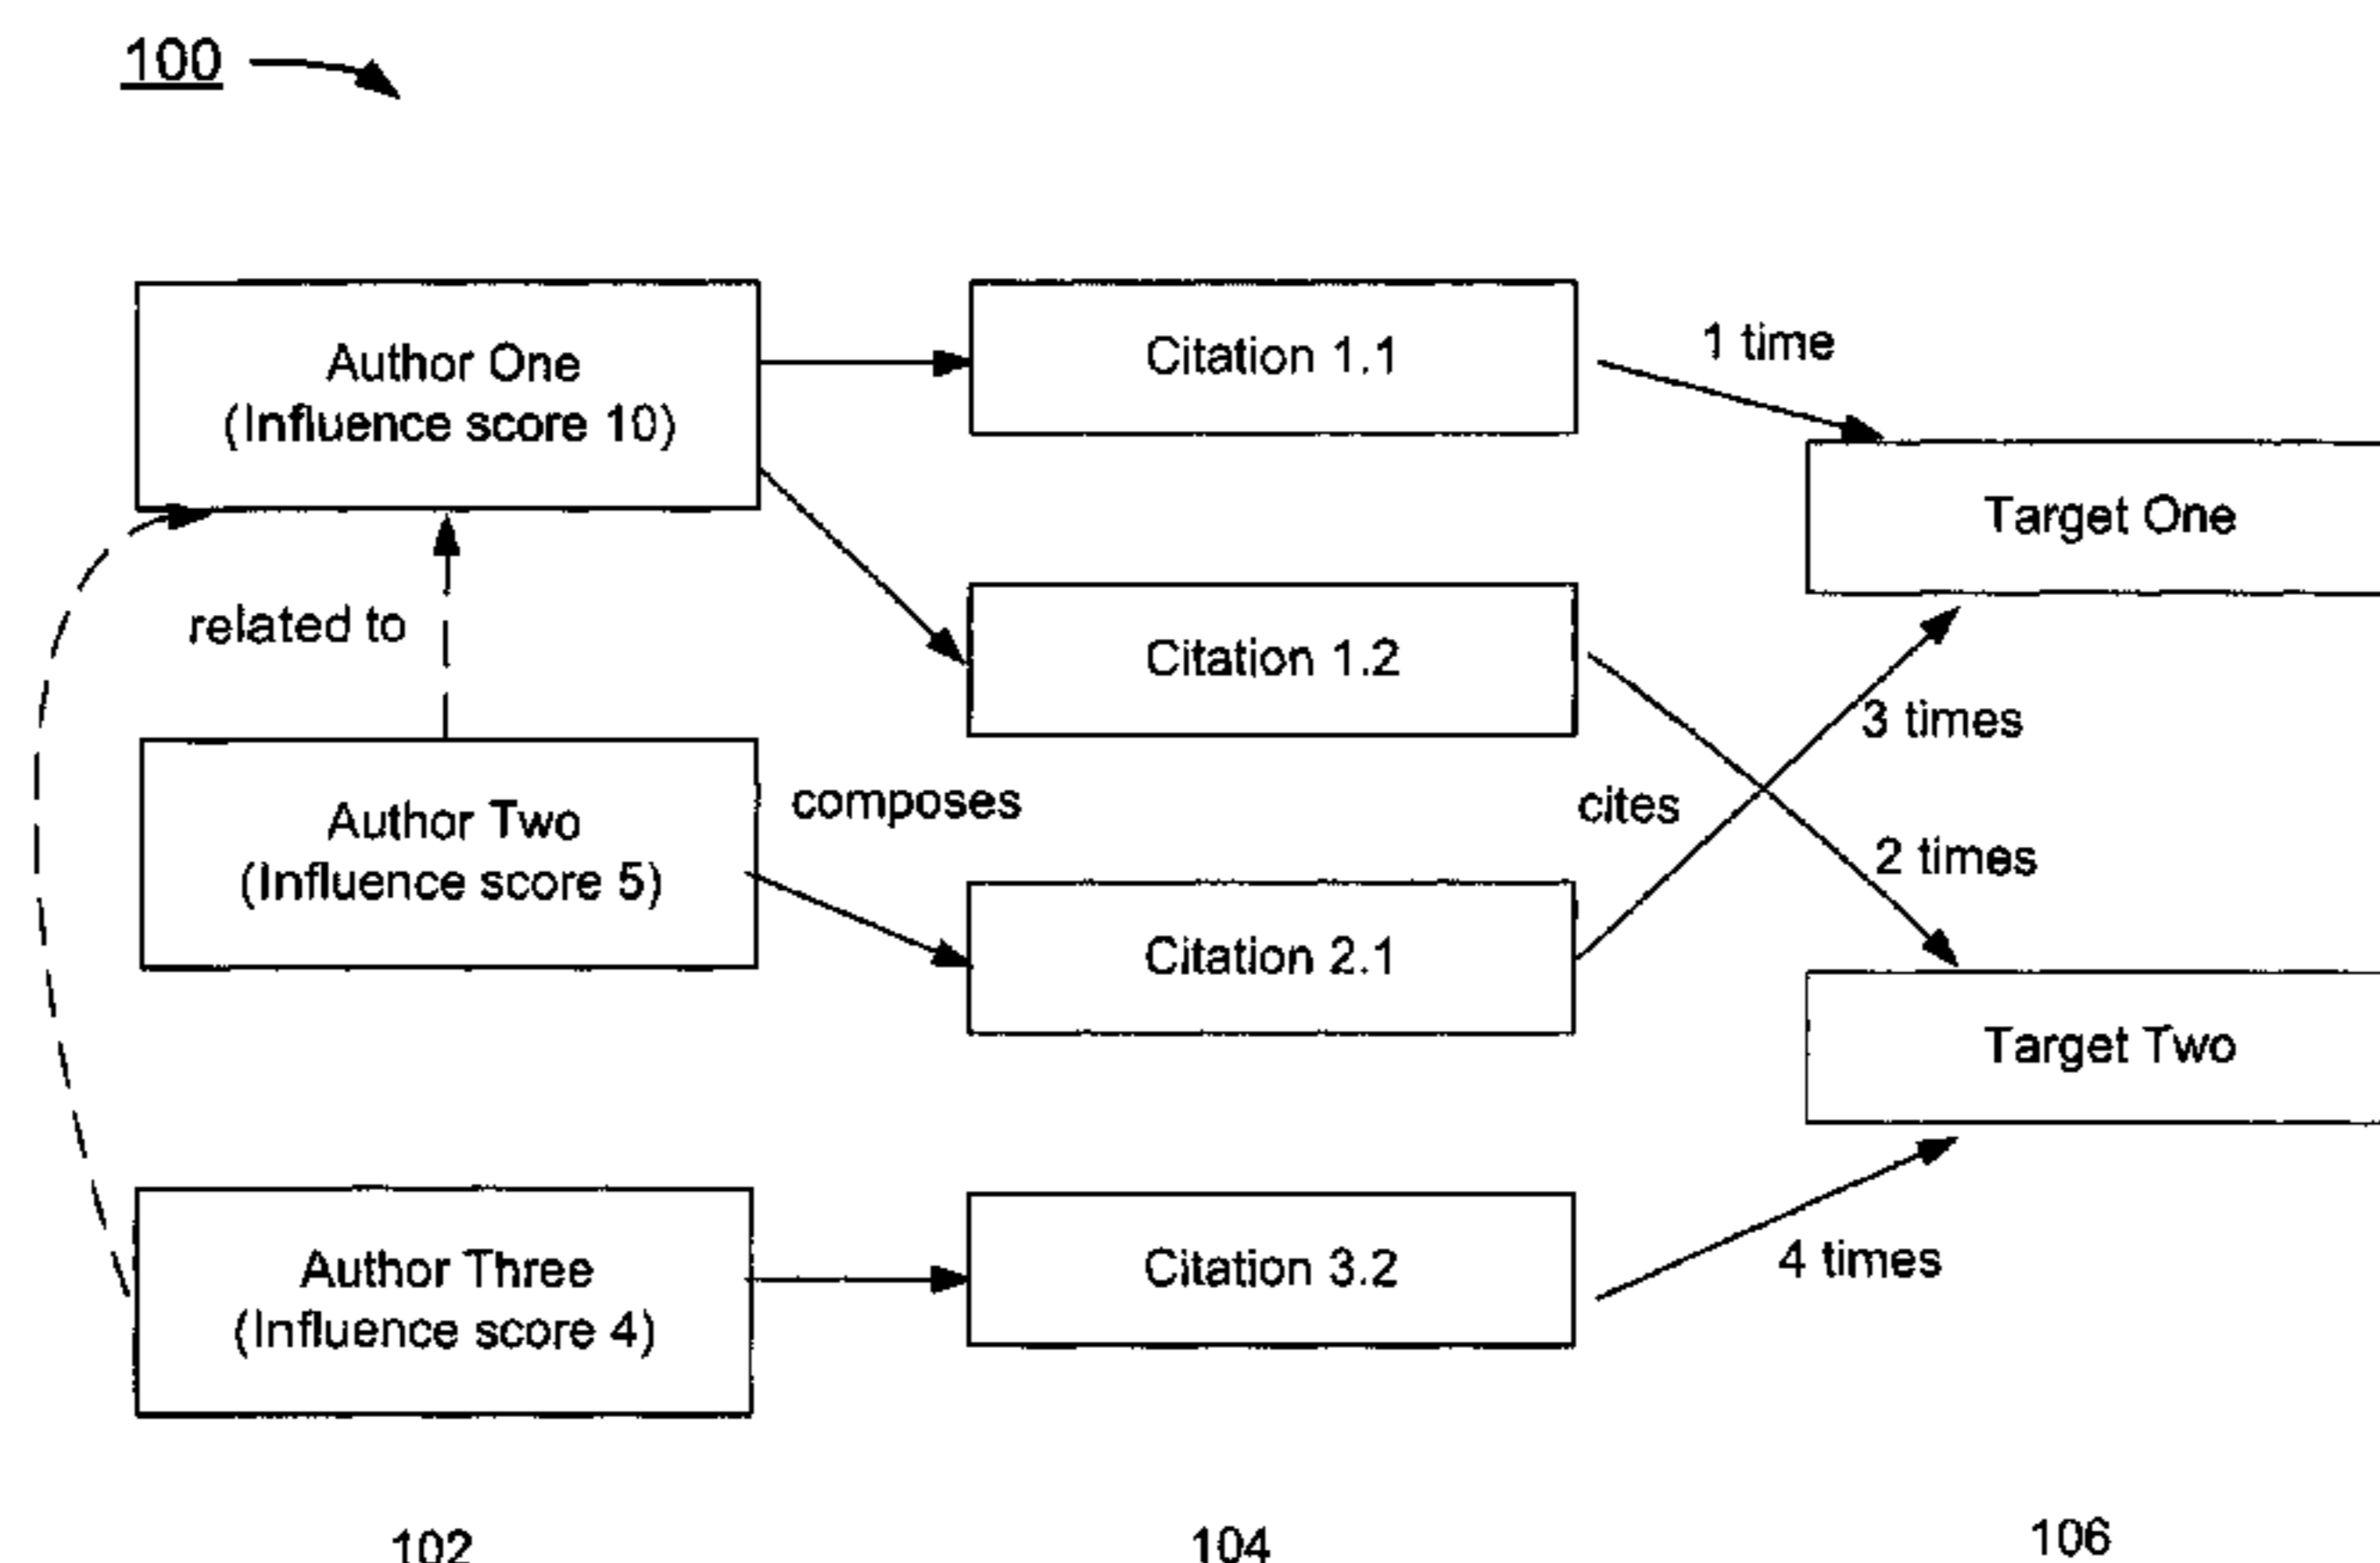 100
Author One
(Influence score 10)
Citation 1.1
1 time
Target One
Citation 1.2
related to
3 times
Author Two
(Influence score 5)
composes
cites
2 times
Citation 2.1
Target Two
Author Three
(Influence score 4)
Citation 3.2
4 times
102
104
106